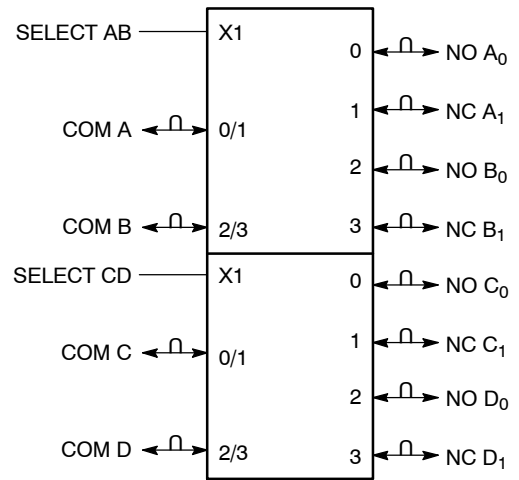 SELECT AB X1
0 NO A₀
1 NC A₁
COM A 0/1
2 NO B₀
COM B 2/3 3 NC B₁
SELECT CD X1
0 NO C₀
1 NC C₁
COM C 0/1
2 NO D₀
COM D 2/3 3 NC D₁